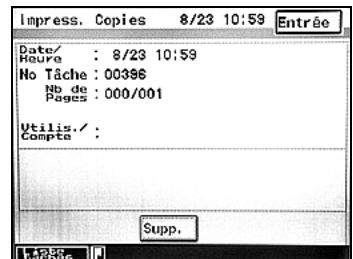 Impress. Copies 8/23 10:59 Entrée
Date/
Heure : 8/23 10:59
No Tâche : 00396
Nb de
Pages : 000/001
Utilis./
Compte :
Supp.
Liste